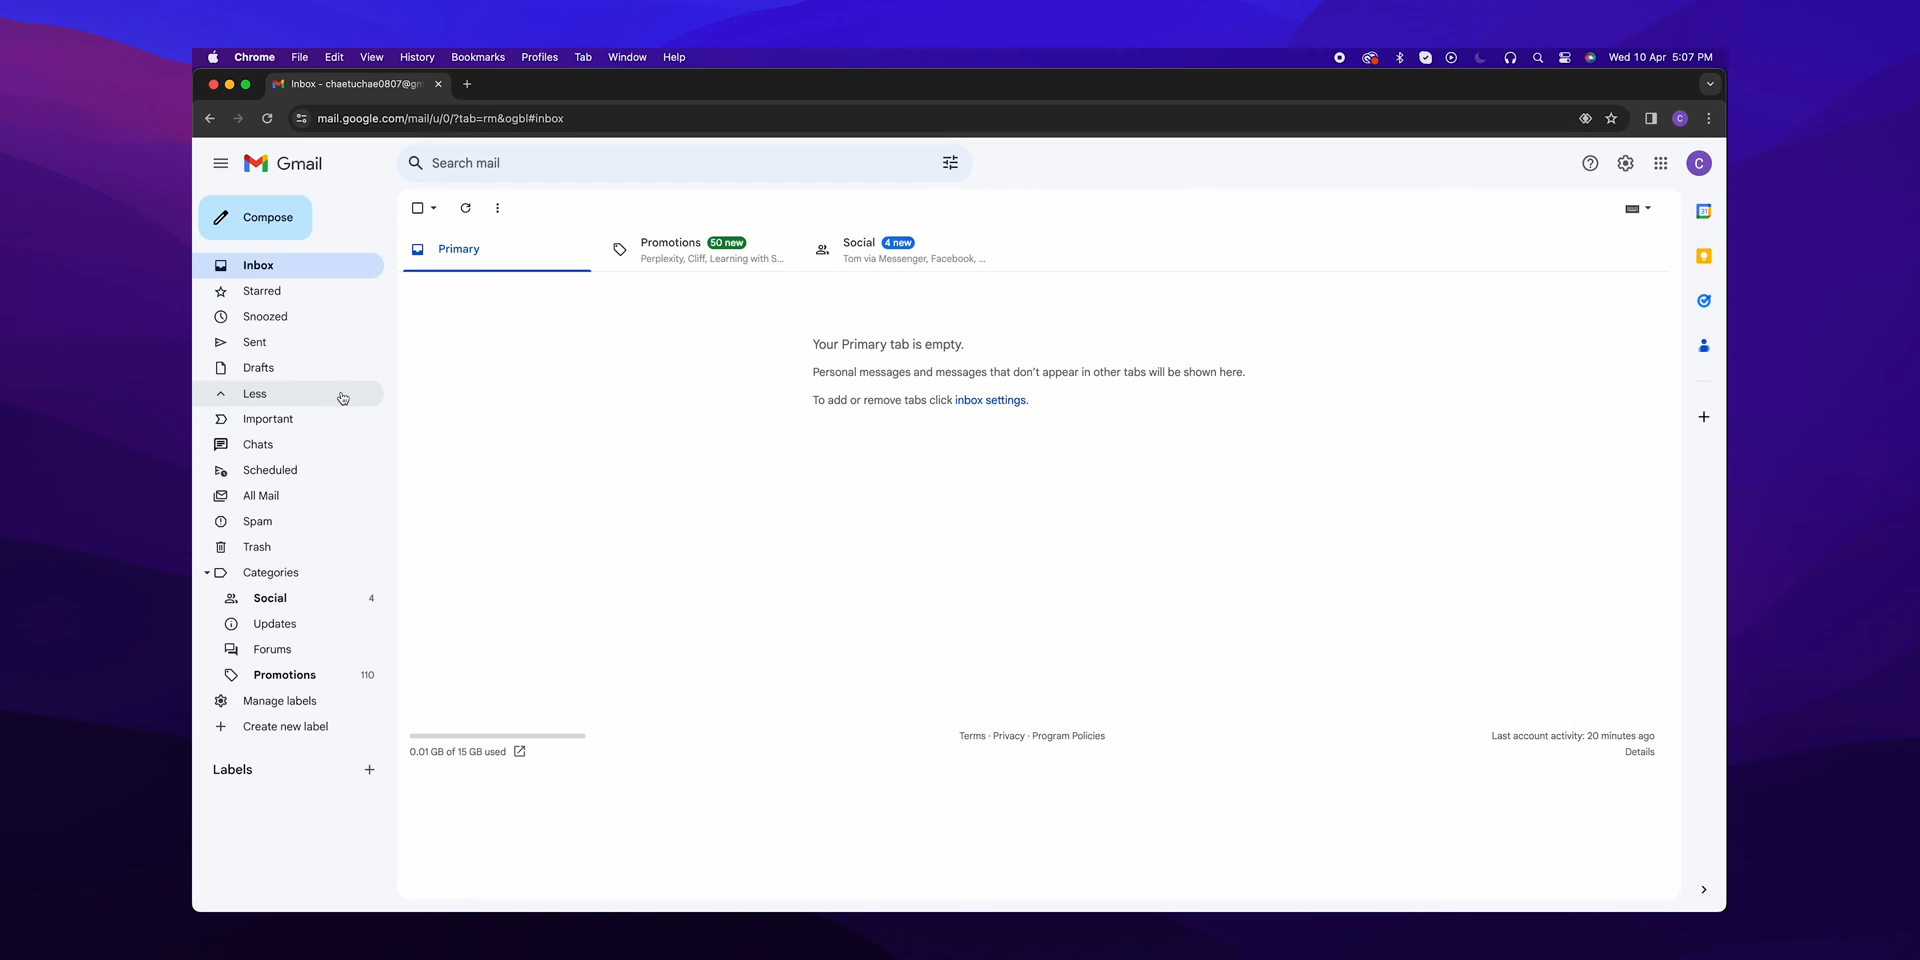 Chrome File Edit View History Bookmarks Profiles Tab Window Help Wed 10 Apr 5:07 PM
Inbox - chaetuchae0807@gm
mail.google.com/mail/u/0/?tab=rm&ogbl#inbox
C
Gmail
Search mail
C
Compose
Inbox
Starred
Snoozed
Sent
Drafts
Less
Important
Chats
Scheduled
All Mail
Spam
Trash
Categories
Social 4
Updates
Forums
Promotions 110
Manage labels
Create new label
Labels
Primary
Promotions 50 new
Perplexity, Cliff, Learning with S...
Social 4 new
Tom via Messenger, Facebook, ...
Your Primary tab is empty.
Personal messages and messages that don't appear in other tabs will be shown here.
To add or remove tabs click inbox settings.
0.01 GB of 15 GB used
Terms · Privacy · Program Policies
Last account activity: 20 minutes ago
Details
31